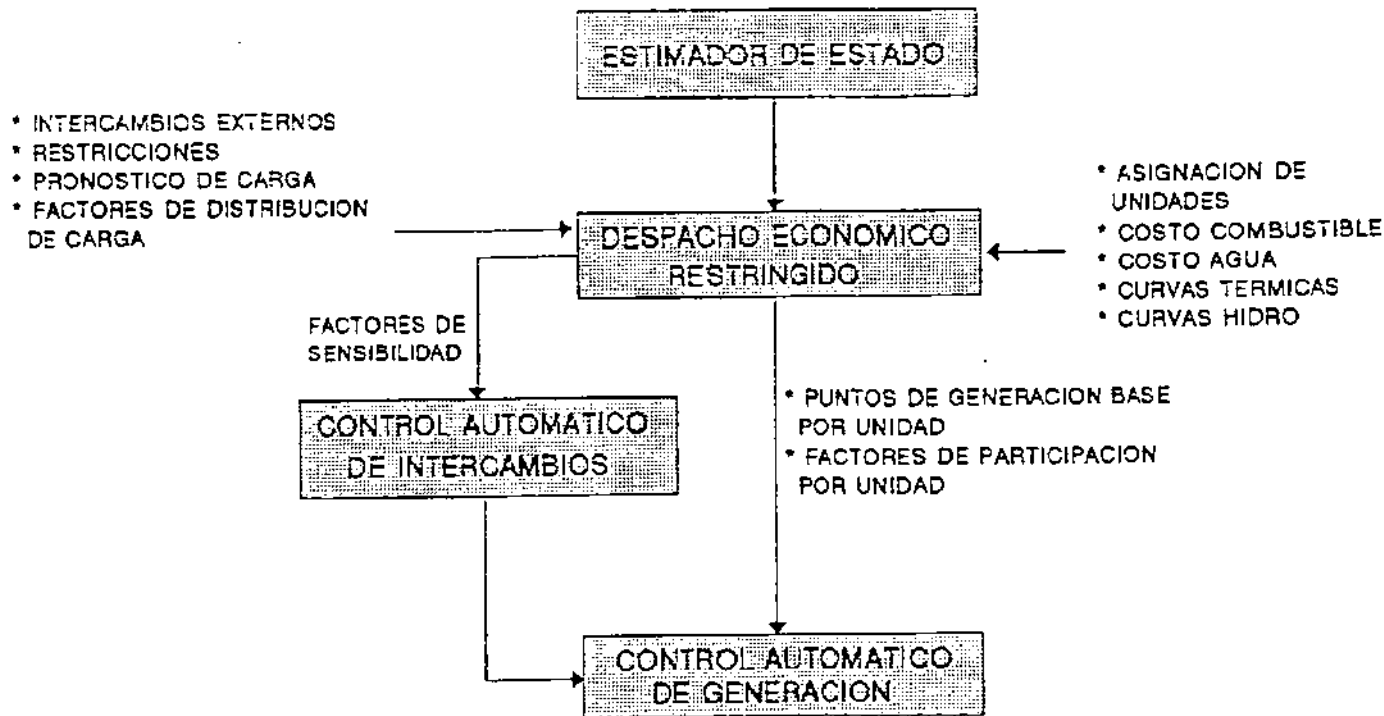 ESTIMADOR DE ESTADO
* INTERCAMBIOS EXTERNOS
* RESTRICCIONES
* PRONOSTICO DE CARGA
* FACTORES DE DISTRIBUCION
DE CARGA
* ASIGNACION DE
UNIDADES
* COSTO COMBUSTIBLE
* COSTO AGUA
* CURVAS TERMICAS
* CURVAS HIDRO
DESPACHO ECONOMICO
RESTRINGIDO
FACTORES DE
SENSIBILIDAD
CONTROL AUTOMATICO
DE INTERCAMBIOS
* PUNTOS DE GENERACION BASE
POR UNIDAD
* FACTORES DE PARTICIPACION
POR UNIDAD
CONTROL AUTOMATICO
DE GENERACION